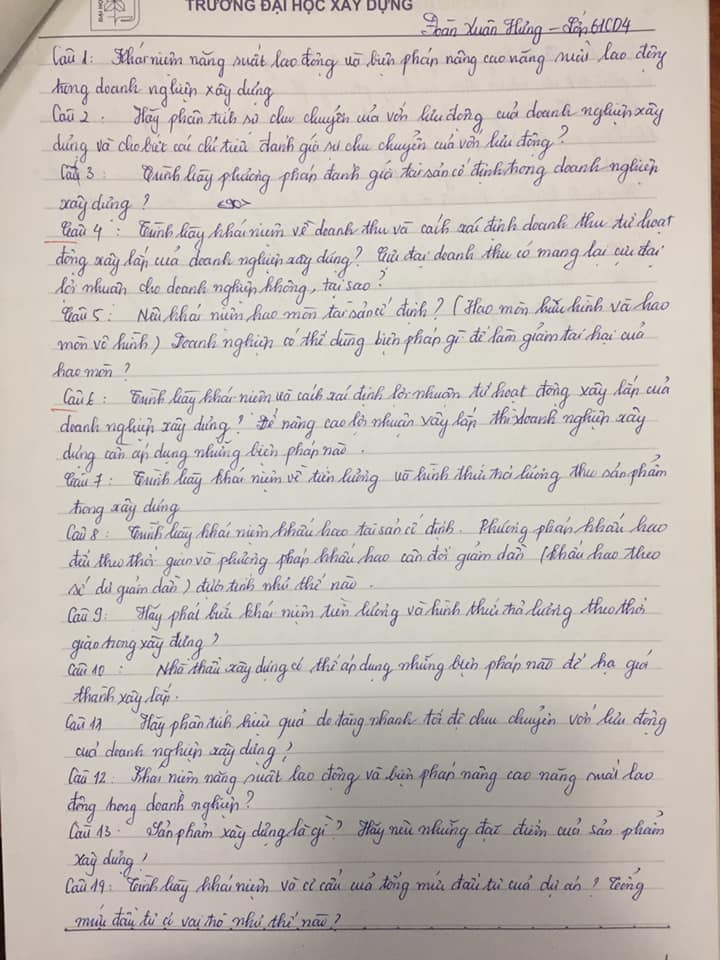 TRƯỜNG ĐẠI HỌC XÂY DỰNG
Đoàn Xuân Hưng - Lớp 61CD4
Câu 1: Khái niệm năng suất lao động và biện pháp nâng cao năng suất lao động
trong doanh nghiệp xây dựng
Câu 2: Hãy phân tích sự chu chuyển của vốn lưu động của doanh nghiệp xây
dựng và cho biết các chỉ tiêu đánh giá sự chu chuyển của vốn lưu động?
Câu 3: Trình bày phương pháp đánh giá tài sản cố định trong doanh nghiệp
xây dựng?
Câu 4: Trình bày khái niệm về doanh thu và cách xác định doanh thu từ hoạt
động xây lắp của doanh nghiệp xây dựng? Cực đại doanh thu có mang lại cực đại
lợi nhuận cho doanh nghiệp không, tại sao?
Câu 5: Nêu khái niệm hao mòn tài sản cố định? (Hao mòn hữu hình và hao
mòn vô hình) Doanh nghiệp có thể dùng biện pháp gì để làm giảm tác hại của
hao mòn?
Câu 6: Trình bày khái niệm và cách xác định lợi nhuận từ hoạt động xây lắp của
doanh nghiệp xây dựng? Để nâng cao lợi nhuận xây lắp thì doanh nghiệp xây
dựng cần áp dụng những biện pháp nào.
Câu 7: Trình bày khái niệm về tiền lương và hình thức trả lương theo sản phẩm
trong xây dựng
Câu 8: Trình bày khái niệm khấu hao tài sản cố định. Phương pháp khấu hao
đều theo thời gian và phương pháp khấu hao cân đối giảm dần (khấu hao theo
số dư giảm dần) được tính như thế nào.
Câu 9: Hãy phát biểu khái niệm tiền lương và hình thức trả lương theo thời
gian trong xây dựng?
Câu 10: Nhà thầu xây dựng có thể áp dụng những biện pháp nào để hạ giá
thành xây lắp.
Câu 11 Hãy phân tích hiệu quả do tăng nhanh tốc độ chu chuyển vốn lưu động
của doanh nghiệp xây dựng?
Câu 12: Khái niệm năng suất lao động và biện pháp nâng cao năng suất lao
động trong doanh nghiệp?
Câu 13. Sản phẩm xây dựng là gì? Hãy nêu những đặc điểm của sản phẩm
xây dựng?
Câu 19: Trình bày khái niệm và cơ cấu của tổng mức đầu tư của dự án? Tổng
mức đầu tư có vai trò như thế nào?